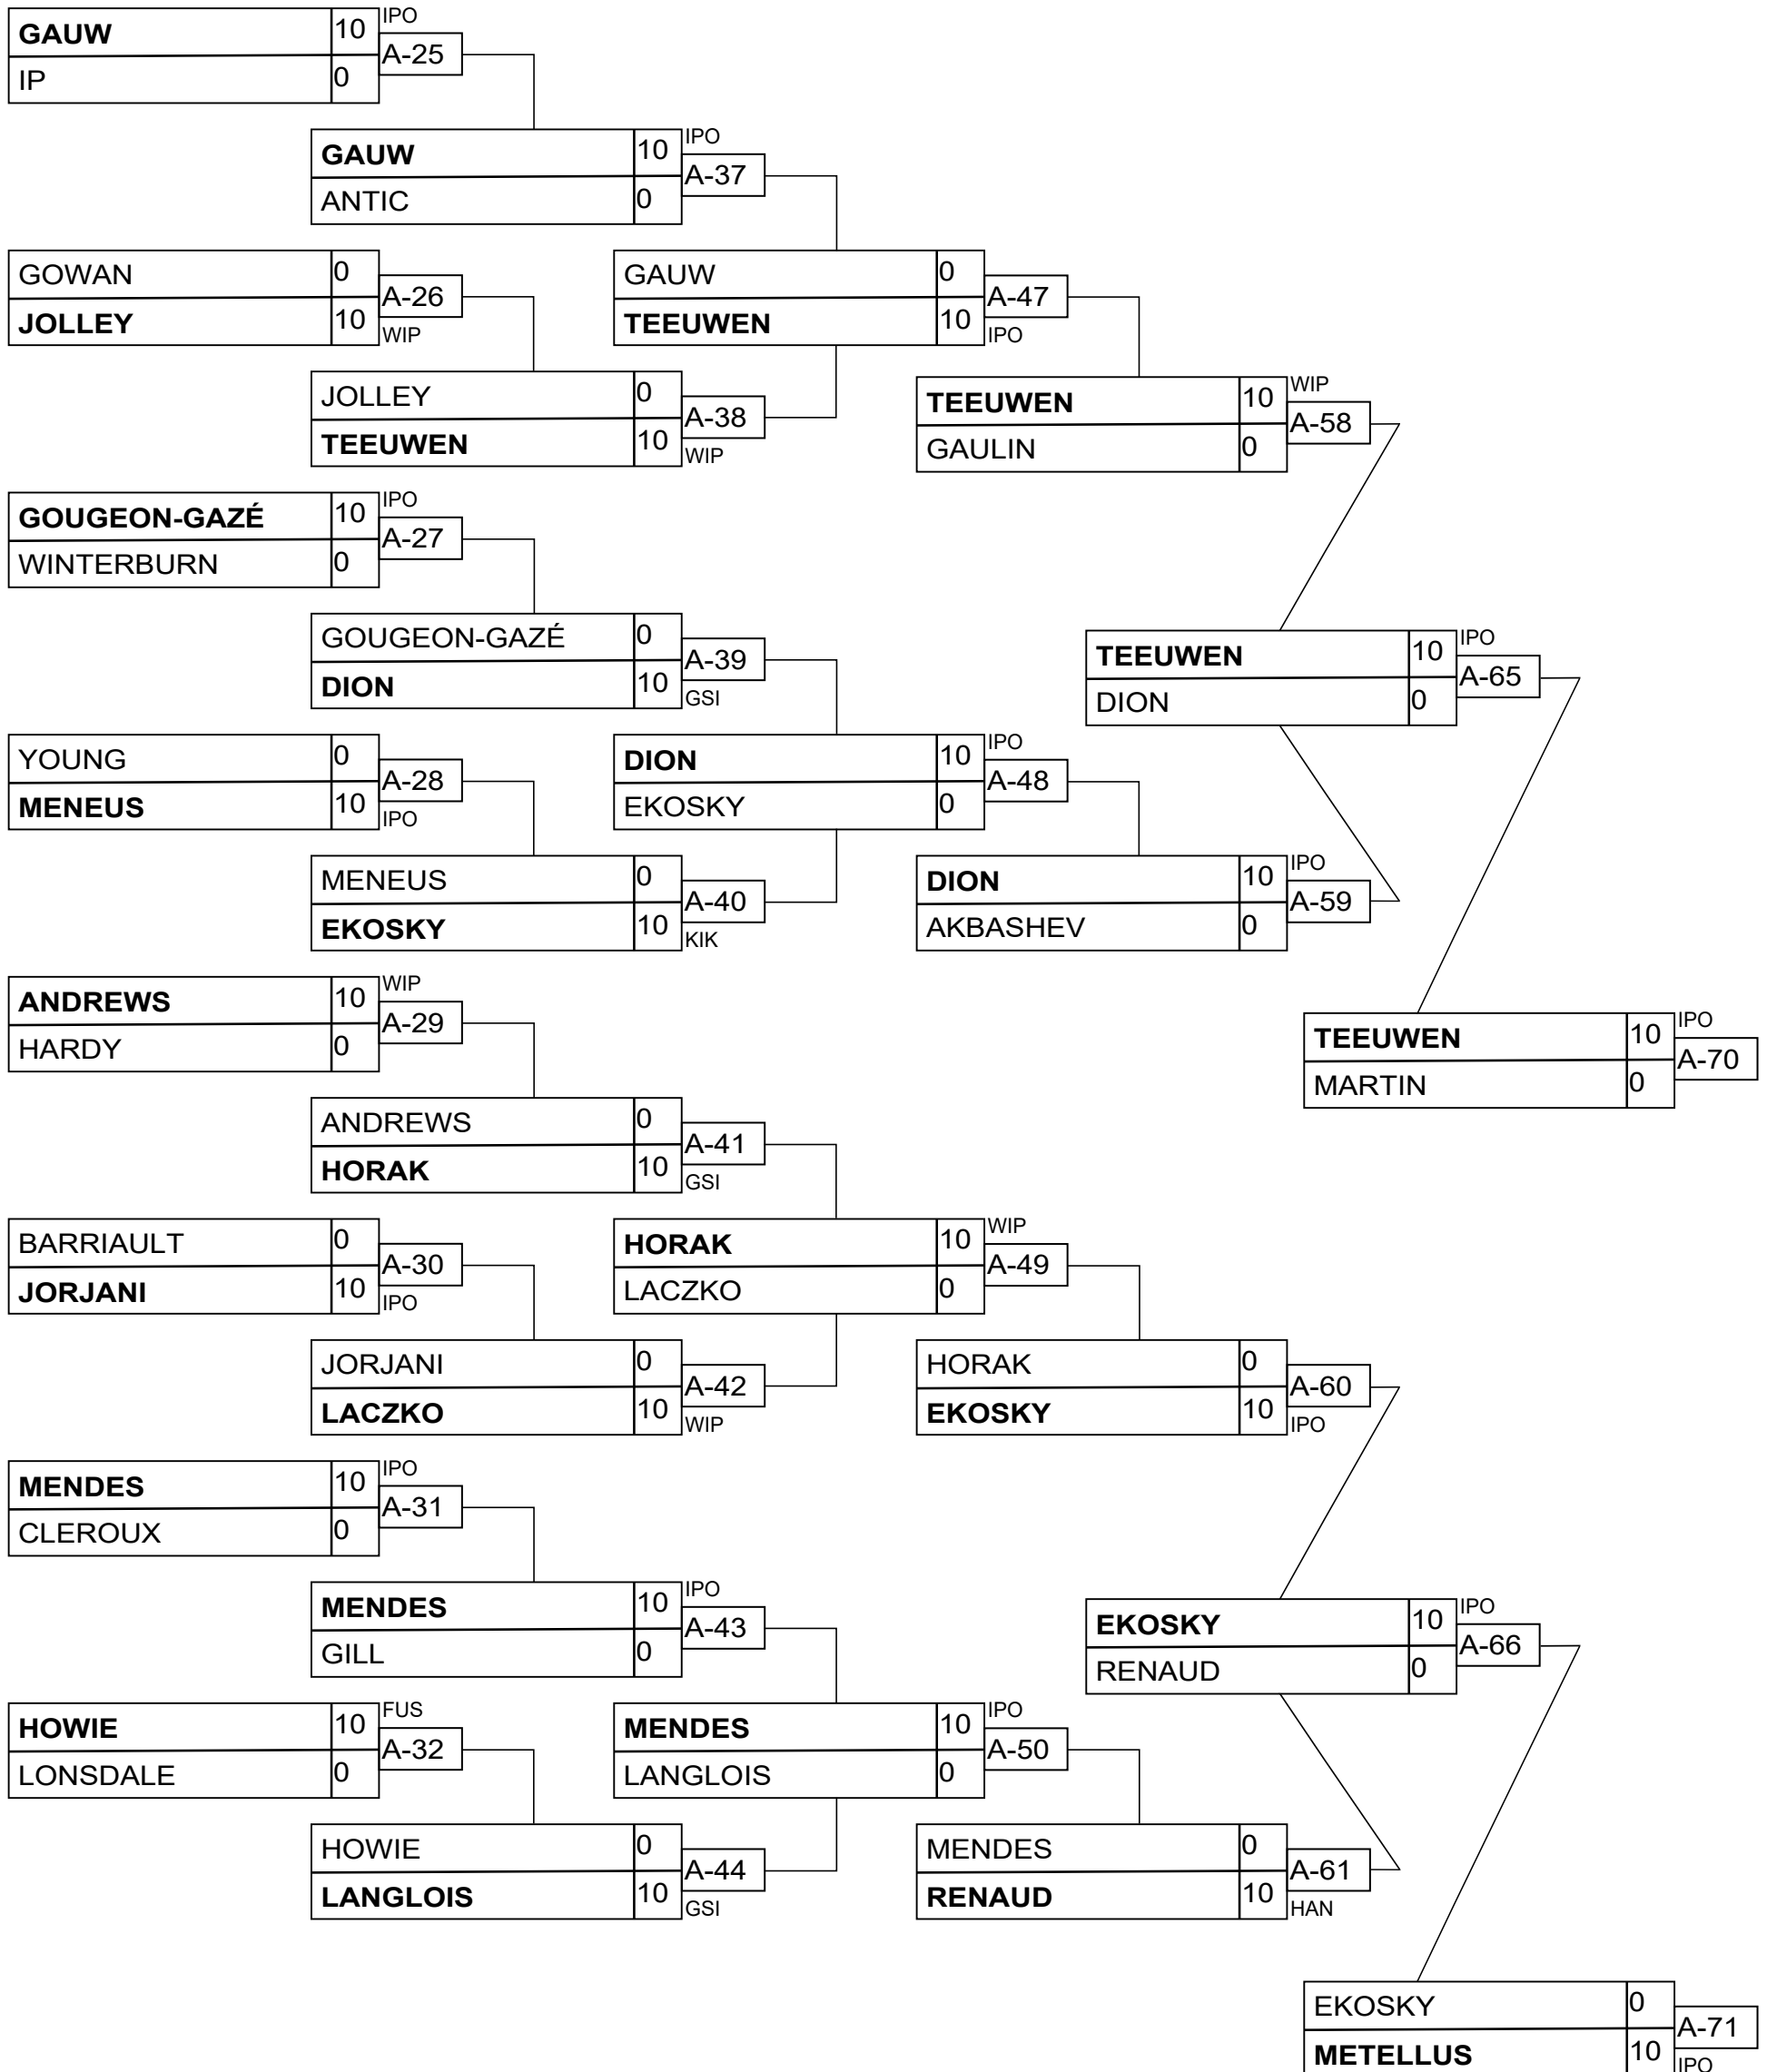 GAUW 10 IPO
A-25
IP 0
GAUW 10 IPO
A-37
ANTIC 0
GOWAN 0
A-26
JOLLEY 10 WIP
GAUW 0
A-47
TEEUWEN 10 IPO
JOLLEY 0
A-38
TEEUWEN 10 WIP
TEEUWEN 10 WIP
A-58
GAULIN 0
GOUGEON-GAZÉ 10 IPO
A-27
WINTERBURN 0
GOUGEON-GAZÉ 0
A-39
DION 10 GSI
TEEUWEN 10 IPO
A-65
DION 0
YOUNG 0
A-28
MENEUS 10 IPO
DION 10 IPO
A-48
EKOSKY 0
MENEUS 0
A-40
EKOSKY 10 KIK
DION 10 IPO
A-59
AKBASHEV 0
ANDREWS 10 WIP
A-29
HARDY 0
TEEUWEN 10 IPO
A-70
MARTIN 0
ANDREWS 0
A-41
HORAK 10 GSI
BARRIAULT 0
A-30
JORJANI 10 IPO
HORAK 10 WIP
A-49
LACZKO 0
JORJANI 0
A-42
LACZKO 10 WIP
HORAK 0
A-60
EKOSKY 10 IPO
MENDES 10 IPO
A-31
CLEROUX 0
MENDES 10 IPO
A-43
GILL 0
EKOSKY 10 IPO
A-66
RENAUD 0
HOWIE 10 FUS
A-32
LONSDALE 0
MENDES 10 IPO
A-50
LANGLOIS 0
HOWIE 0
A-44
LANGLOIS 10 GSI
MENDES 0
A-61
RENAUD 10 HAN
EKOSKY 0
A-71
METELLUS 10 IPO